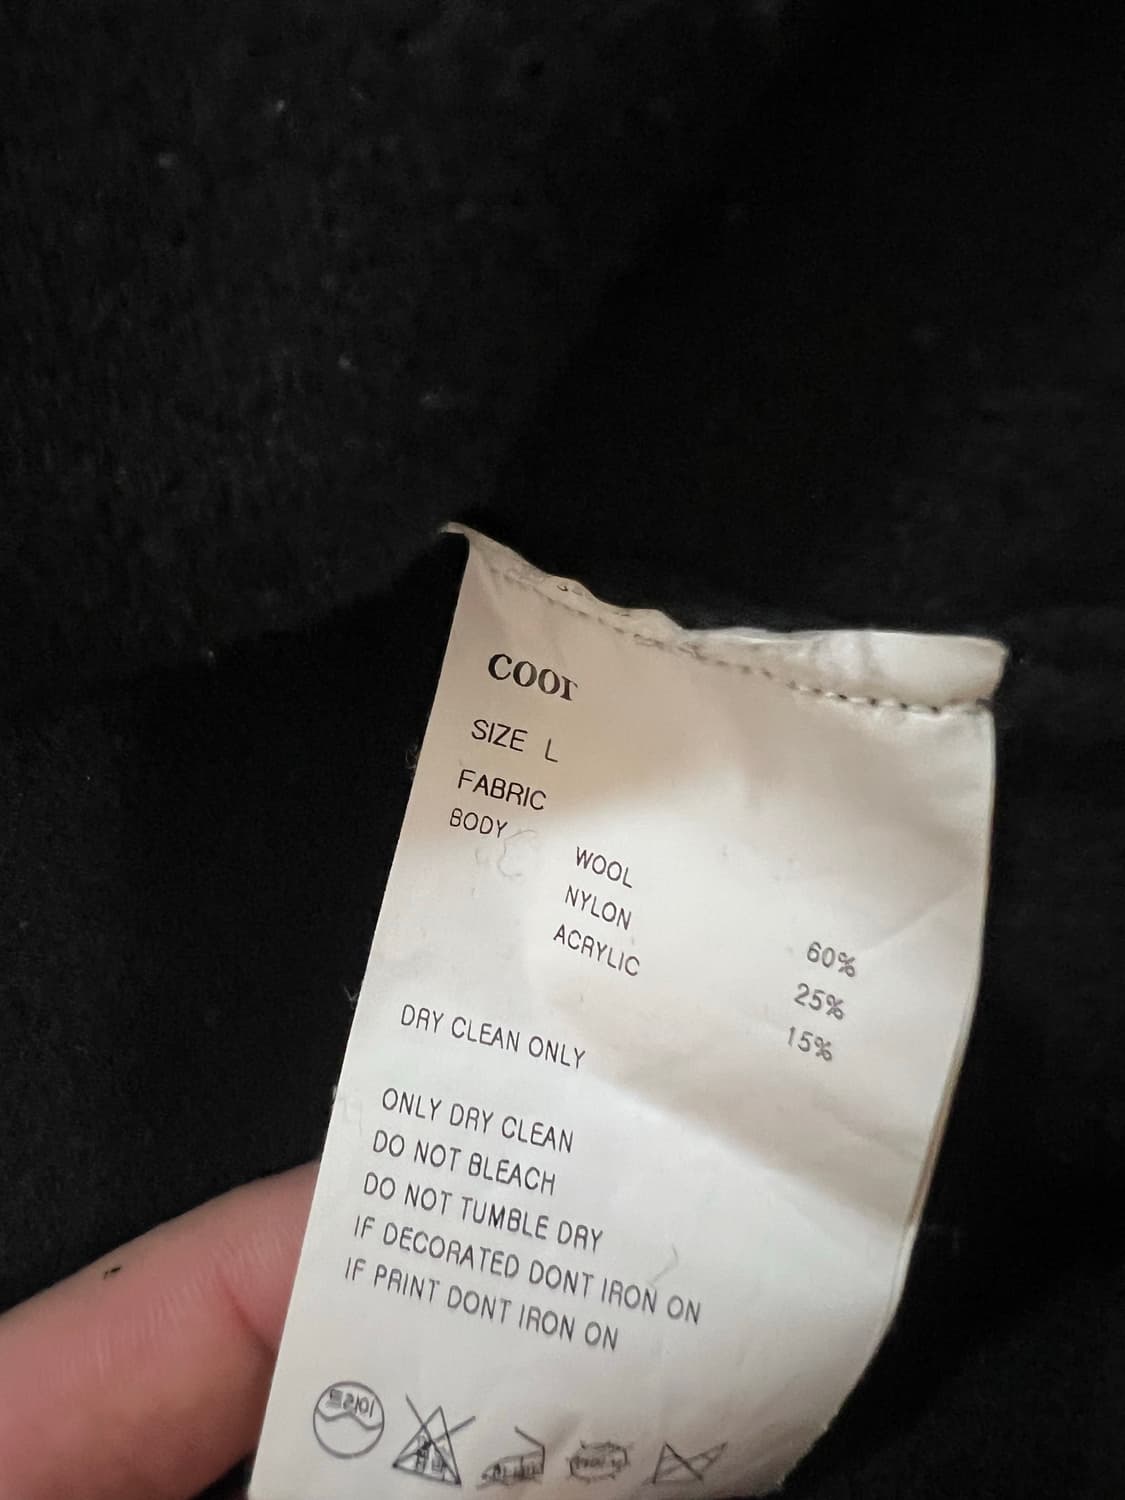 COOR
SIZE L
FABRIC
BODY
WOOL 60%
NYLON 25%
ACRYLIC 15%
DRY CLEAN ONLY
ONLY DRY CLEAN
DO NOT BLEACH
DO NOT TUMBLE DRY
IF DECORATED DONT IRON ON
IF PRINT DONT IRON ON
드라이